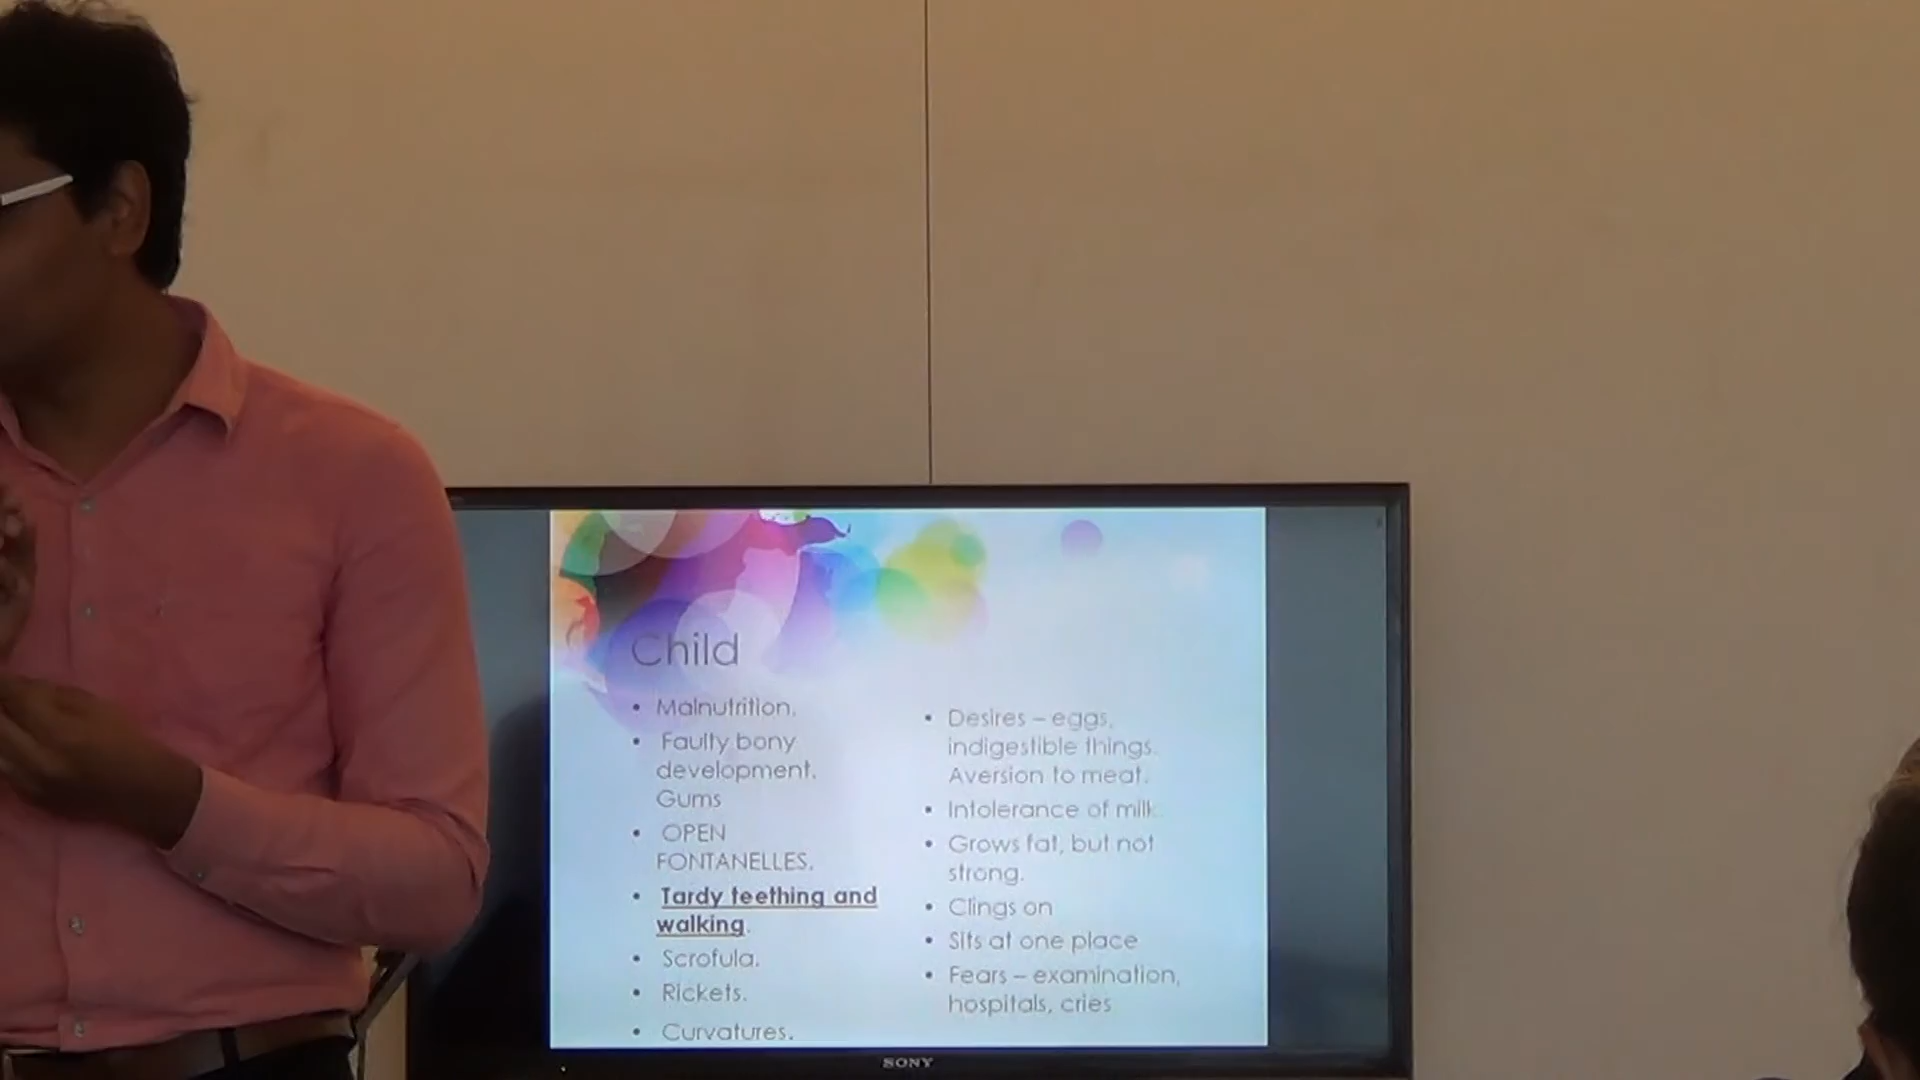 Child
• Malnutrition.
• Faulty bony
development.
Gums
• OPEN
FONTANELLES.
• Tardy teething and
walking.
• Scrofula.
• Rickets.
• Curvatures.
• Desires – eggs,
indigestible things.
Aversion to meat.
• Intolerance of milk.
• Grows fat, but not
strong.
• Clings on
• Sits at one place
• Fears – examination,
hospitals, cries
SONY